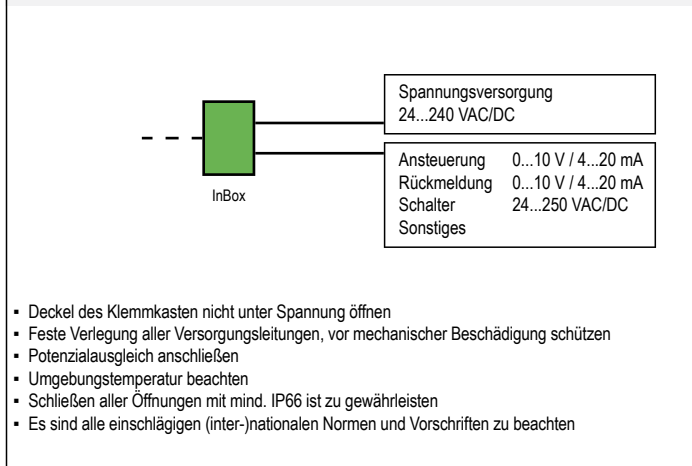 Spannungsversorgung
24...240 VAC/DC
InBox
Ansteuerung 0...10 V / 4...20 mA
Rückmeldung 0...10 V / 4...20 mA
Schalter 24...250 VAC/DC
Sonstiges
▪ Deckel des Klemmkasten nicht unter Spannung öffnen
▪ Feste Verlegung aller Versorgungsleitungen, vor mechanischer Beschädigung schützen
▪ Potenzialausgleich anschließen
▪ Umgebungstemperatur beachten
▪ Schließen aller Öffnungen mit mind. IP66 ist zu gewährleisten
▪ Es sind alle einschlägigen (inter-)nationalen Normen und Vorschriften zu beachten